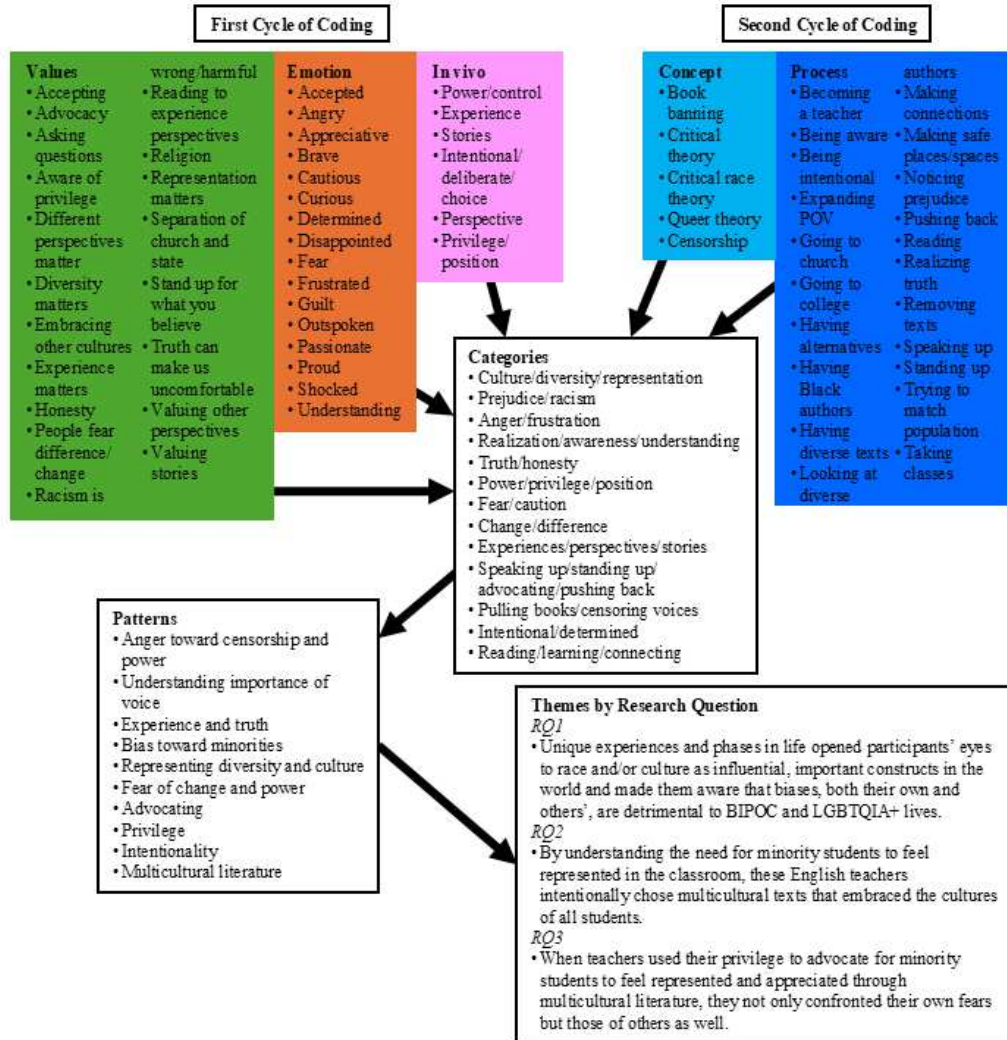 First Cycle of Coding
Second Cycle of Coding
Values
• Accepting
• Advocacy
• Asking
questions
• Aware of
privilege
• Different
perspectives
matter
• Diversity
matters
• Embracing
other cultures
• Experience
matters
• Honesty
• People fear
difference/
change
• Racism is
wrong/harmful
• Reading to
experience
perspectives
• Religion
• Representation
matters
• Separation of
church and
state
• Stand up for
what you
believe
• Truth can
make us
uncomfortable
• Valuing other
perspectives
• Valuing
stories
Emotion
• Accepted
• Angry
• Appreciative
• Brave
• Cautious
• Curious
• Determined
• Disappointed
• Fear
• Frustrated
• Guilt
• Outspoken
• Passionate
• Proud
• Shocked
• Understanding
In vivo
• Power/control
• Experience
• Stories
• Intentional/
deliberate/
choice
• Perspective
• Privilege/
position
Concept
• Book
banning
• Critical
theory
• Critical race
theory
• Queer theory
• Censorship
Process
• Becoming
a teacher
• Being aware
• Being
intentional
• Expanding
POV
• Going to
church
• Going to
college
• Having
alternatives
• Having
Black
authors
• Having
diverse texts
• Looking at
diverse
authors
• Making
connections
• Making safe
places/spaces
• Noticing
prejudice
• Pushing back
• Reading
• Realizing
truth
• Removing
texts
• Speaking up
• Standing up
• Trying to
match
population
• Taking
classes
Categories
• Culture/diversity/representation
• Prejudice/racism
• Anger/frustration
• Realization/awareness/understanding
• Truth/honesty
• Power/privilege/position
• Fear/caution
• Change/difference
• Experiences/perspectives/stories
• Speaking up/standing up/
advocating/pushing back
• Pulling books/censoring voices
• Intentional/determined
• Reading/learning/connecting
Patterns
• Anger toward censorship and
power
• Understanding importance of
voice
• Experience and truth
• Bias toward minorities
• Representing diversity and culture
• Fear of change and power
• Advocating
• Privilege
• Intentionality
• Multicultural literature
Themes by Research Question
RQ1
• Unique experiences and phases in life opened participants’ eyes
to race and/or culture as influential, important constructs in the
world and made them aware that biases, both their own and
others’, are detrimental to BIPOC and LGBTQIA+ lives.
RQ2
• By understanding the need for minority students to feel
represented in the classroom, these English teachers
intentionally chose multicultural texts that embraced the cultures
of all students.
RQ3
• When teachers used their privilege to advocate for minority
students to feel represented and appreciated through
multicultural literature, they not only confronted their own fears
but those of others as well.